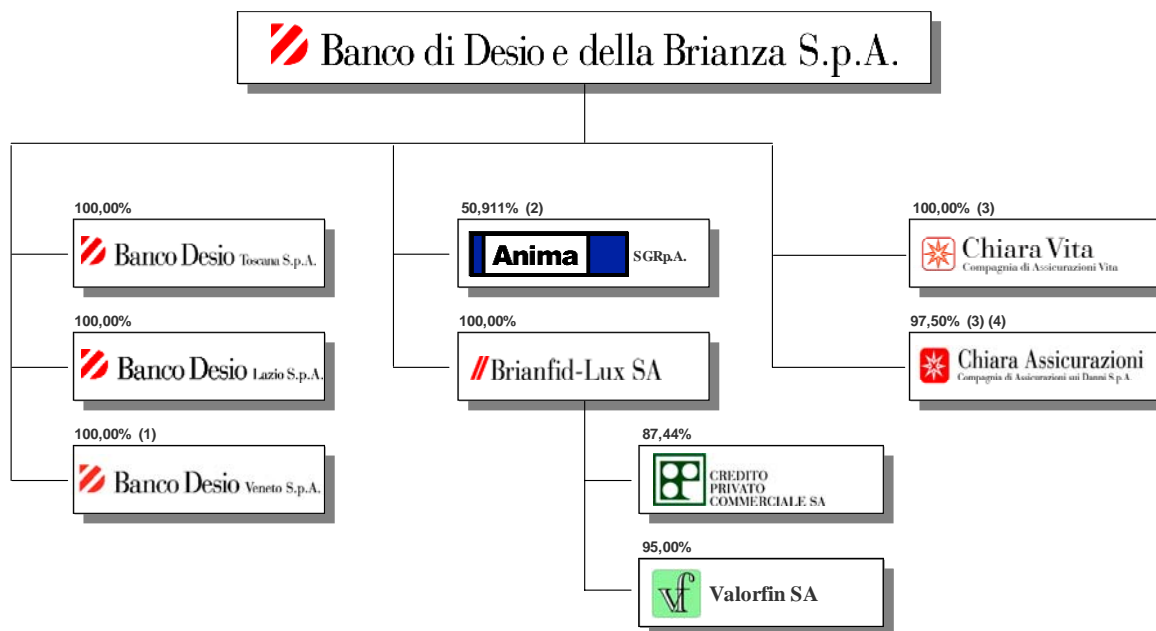 Banco di Desio e della Brianza S.p.A.
100,00%
Banco Desio Toscana S.p.A.
100,00%
Banco Desio Lazio S.p.A.
100,00% (1)
Banco Desio Veneto S.p.A.
50,911% (2)
Anima SGRp.A.
100,00%
Brianfid-Lux SA
87,44%
CREDITO
PRIVATO
COMMERCIALE SA
95,00%
vf Valorfin SA
100,00% (3)
Chiara Vita
Compagnia di Assicurazioni Vita
97,50% (3) (4)
Chiara Assicurazioni
Compagnia di Assicurazioni sui Danni S.p.A.